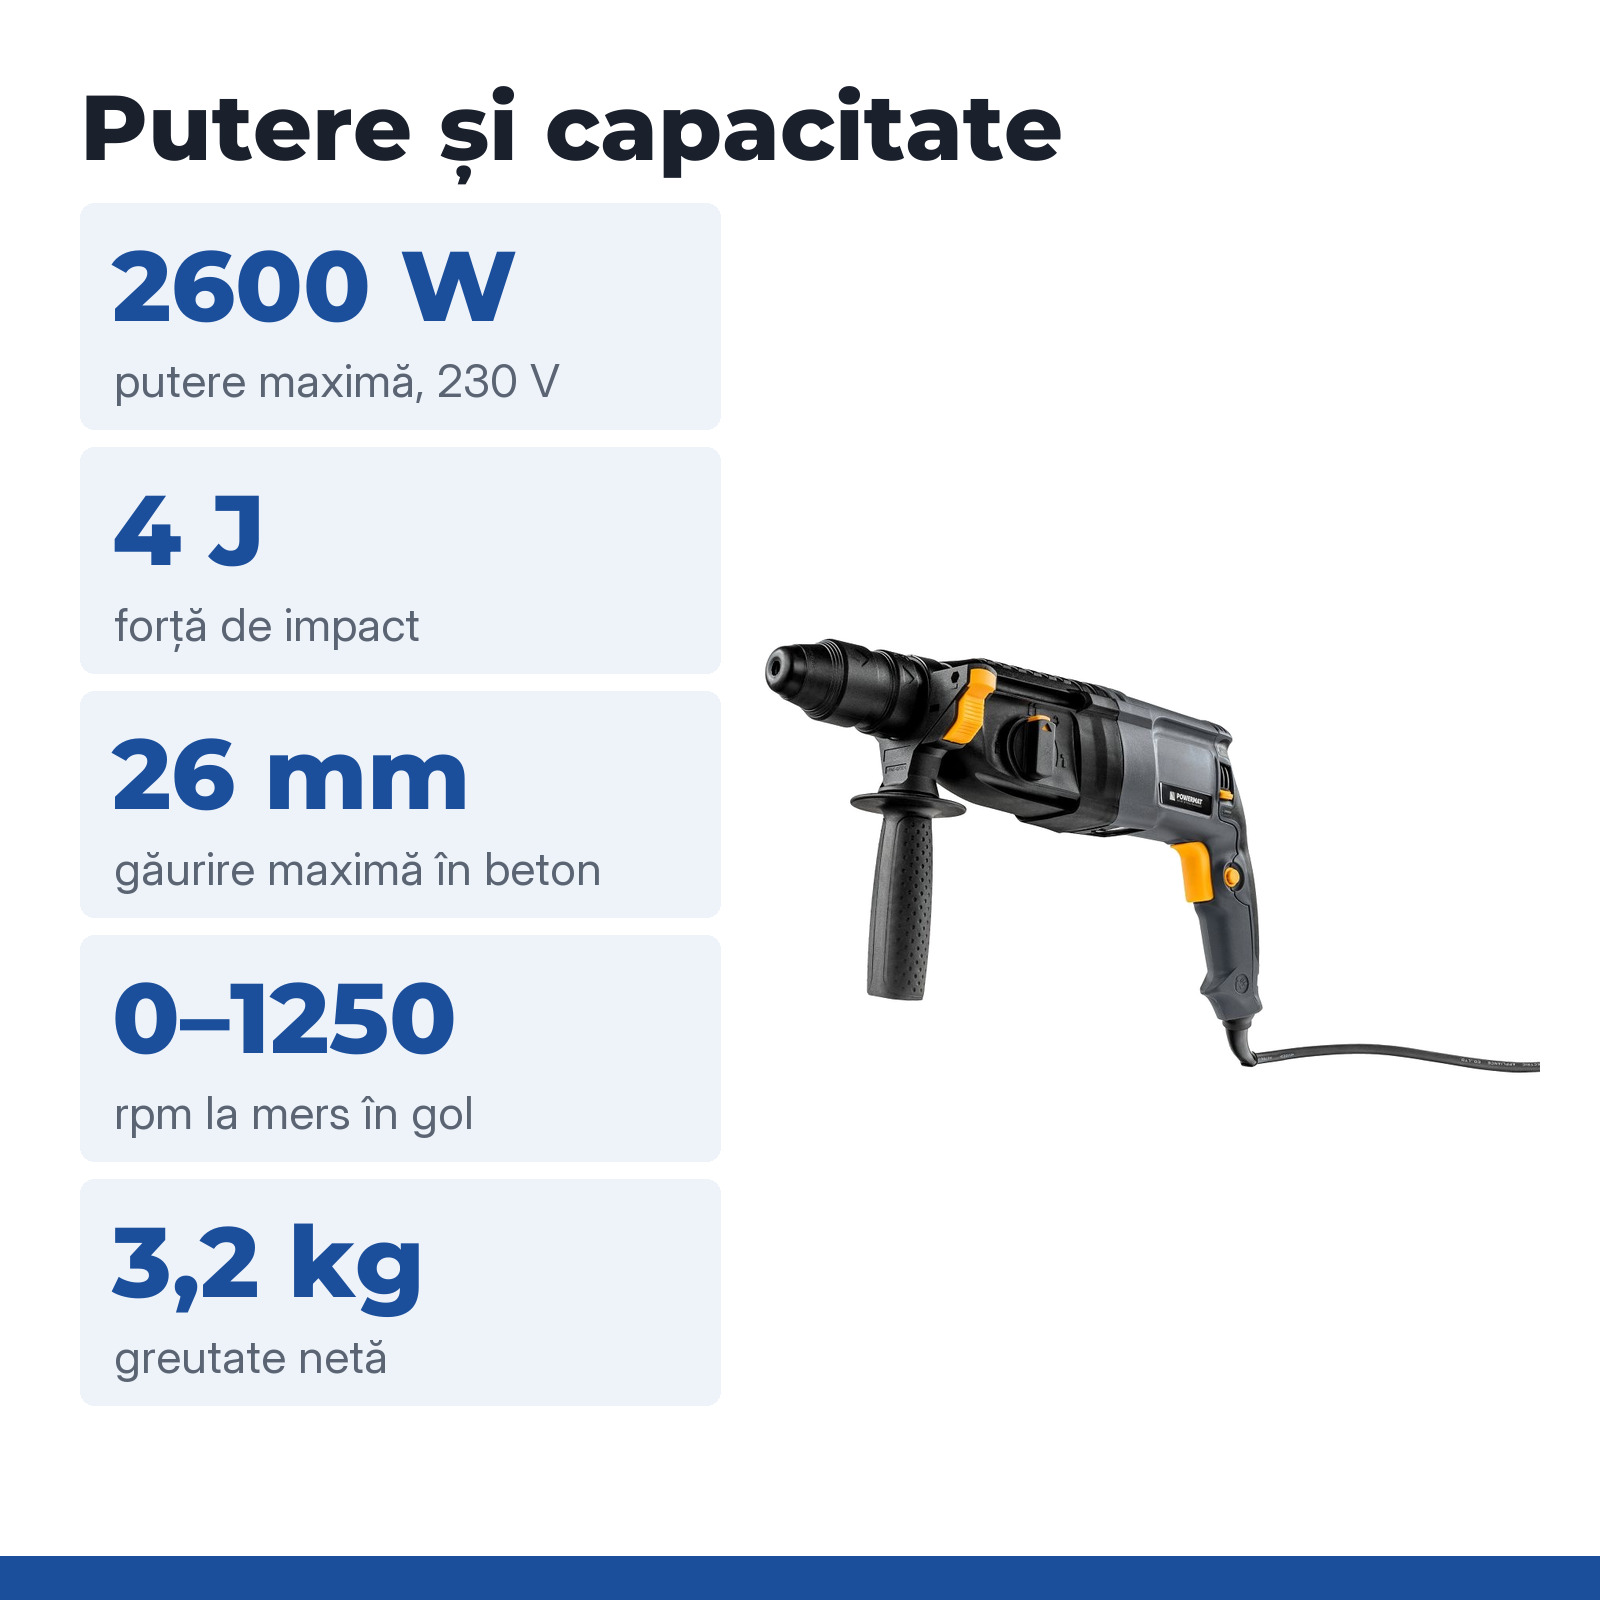 Putere și capacitate
2600 W
putere maximă, 230 V
4 J
forță de impact
26 mm
găurire maximă în beton
0–1250
rpm la mers în gol
3,2 kg
greutate netă
POWERMAT